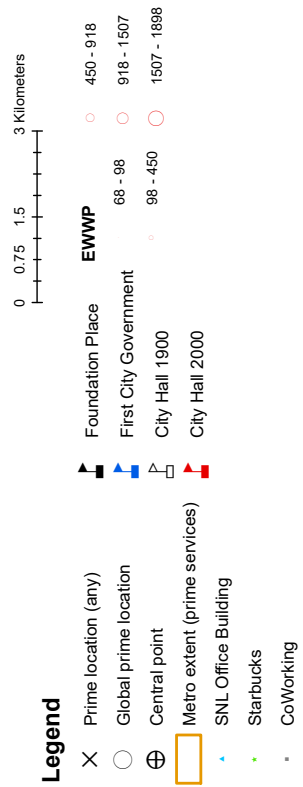 0 0.75 1.5 3 Kilometers
Legend
Prime location (any)
Global prime location
Central point
Metro extent (prime services)
SNL Office Building
Starbucks
CoWorking
Foundation Place
First City Government
City Hall 1900
City Hall 2000
EWWP
68 - 98
98 - 450
450 - 918
918 - 1507
1507 - 1898